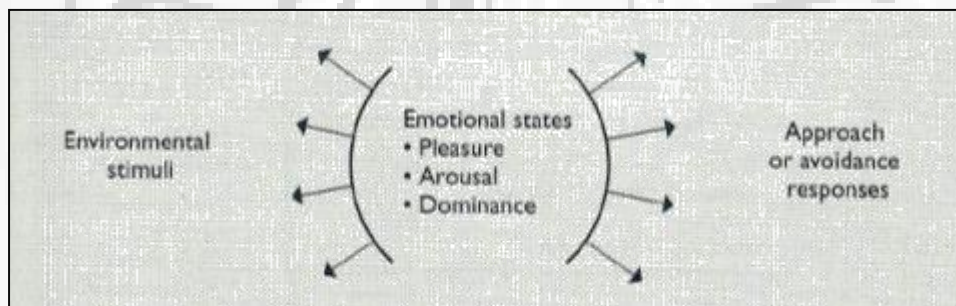 Environmental
stimuli
Emotional states
• Pleasure
• Arousal
• Dominance
Approach
or avoidance
responses